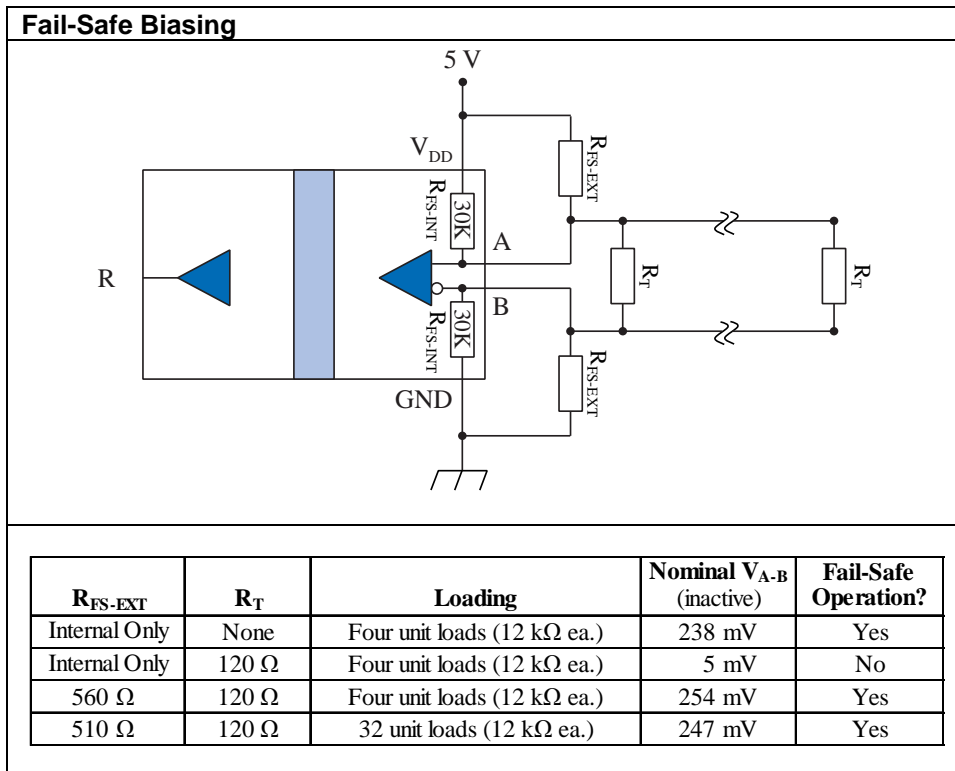 Fail-Safe Biasing
5 V
V_DD
R_FS-EXT
R_FS-INT
30K
A
R
R_T
R_T
B
R_FS-INT
30K
R_FS-EXT
GND
R_FS-EXT R_T Loading Nominal V_A-B (inactive) Fail-Safe Operation?
Internal Only None Four unit loads (12 kΩ ea.) 238 mV Yes
Internal Only 120 Ω Four unit loads (12 kΩ ea.) 5 mV No
560 Ω 120 Ω Four unit loads (12 kΩ ea.) 254 mV Yes
510 Ω 120 Ω 32 unit loads (12 kΩ ea.) 247 mV Yes